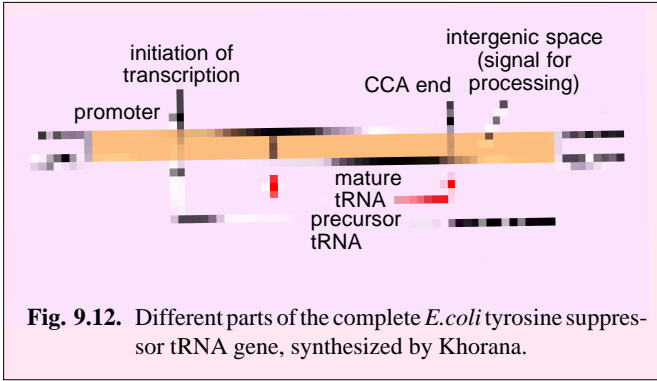 initiation of
transcription
intergenic space
(signal for
processing)
CCA end
promoter
mature
tRNA
precursor
tRNA
Fig. 9.12. Different parts of the complete E.coli tyrosine suppres-
sor tRNA gene, synthesized by Khorana.